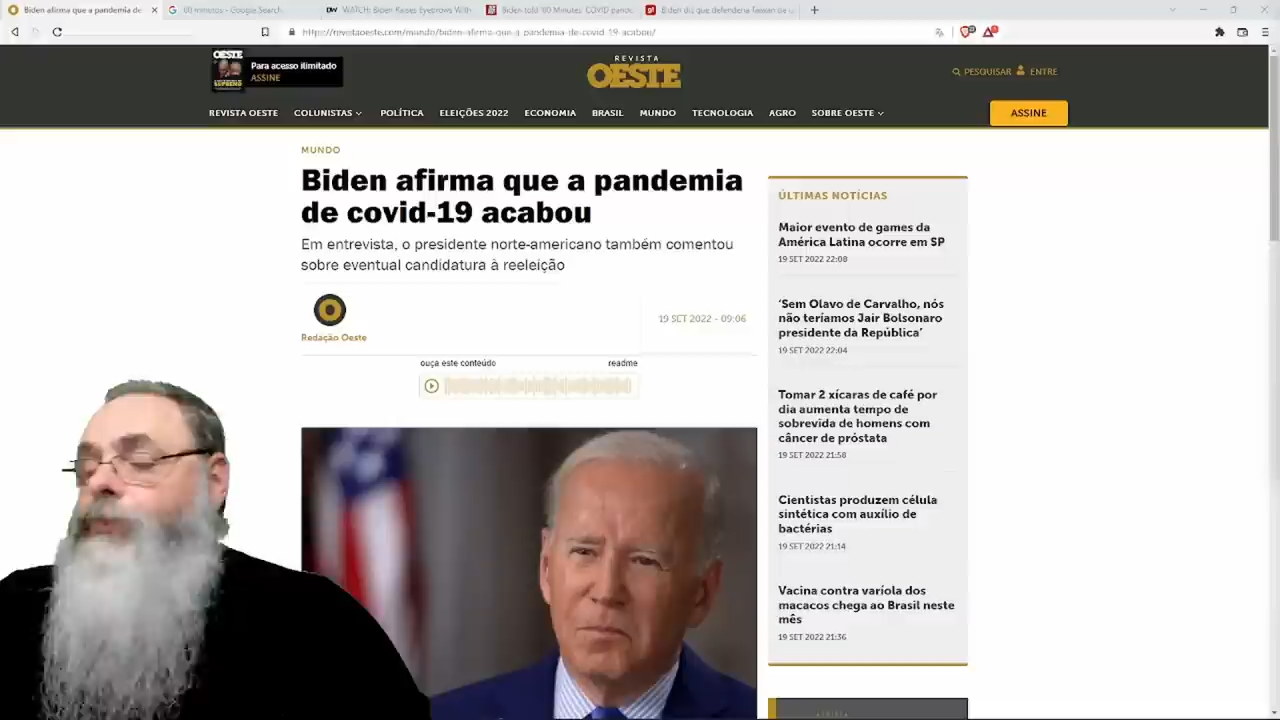 Biden afirma que a pandemia de
60 minutos - Google Search
WATCH: Biden Raises Eyebrows With
Biden told '60 Minutes' COVID pande
Biden diz que defenderia Taiwan de u
https://revistaoeste.com/mundo/biden-afirma-que-a-pandemia-de-covid-19-acabou/
OESTE
Para acesso ilimitado
ASSINE
REVISTA
OESTE
PESQUISAR
ENTRE
REVISTA OESTE
COLUNISTAS
POLÍTICA
ELEIÇÕES 2022
ECONOMIA
BRASIL
MUNDO
TECNOLOGIA
AGRO
SOBRE OESTE
ASSINE
MUNDO
Biden afirma que a pandemia
de covid-19 acabou
Em entrevista, o presidente norte-americano também comentou
sobre eventual candidatura à reeleição
Redação Oeste
19 SET 2022 - 09:06
ouça este conteúdo
readme
ÚLTIMAS NOTÍCIAS
Maior evento de games da
América Latina ocorre em SP
19 SET 2022 22:08
‘Sem Olavo de Carvalho, nós
não teríamos Jair Bolsonaro
presidente da República’
19 SET 2022 22:04
Tomar 2 xícaras de café por
dia aumenta tempo de
sobrevida de homens com
câncer de próstata
19 SET 2022 21:58
Cientistas produzem célula
sintética com auxílio de
bactérias
19 SET 2022 21:14
Vacina contra varíola dos
macacos chega ao Brasil neste
mês
19 SET 2022 21:36